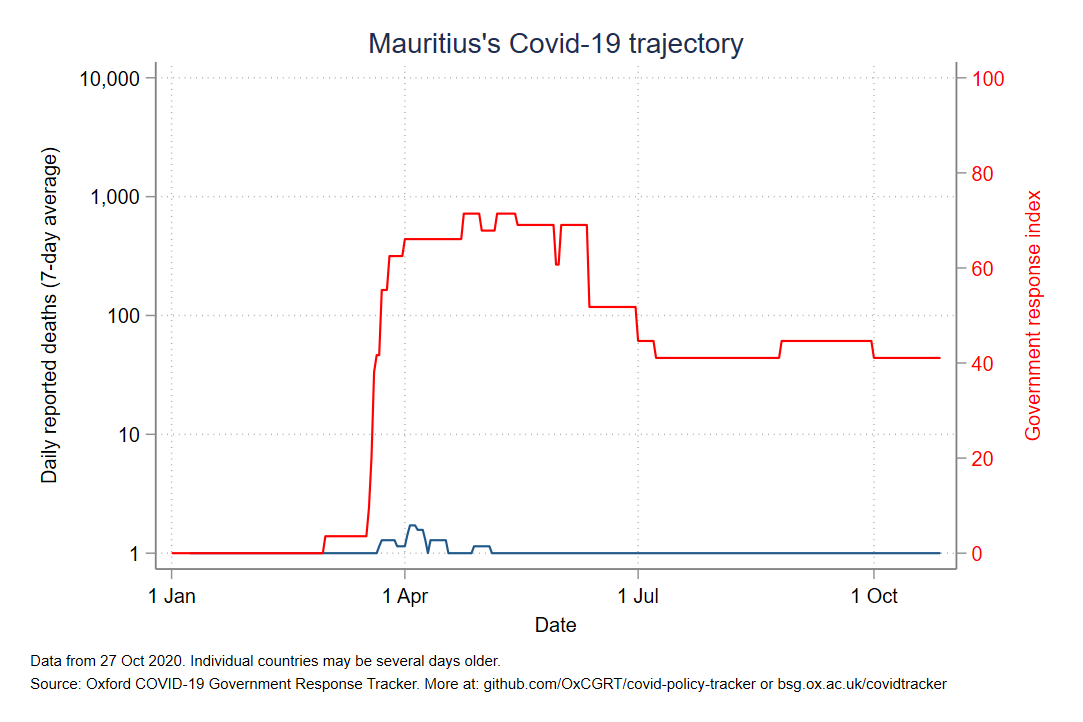 Mauritius's Covid-19 trajectory
Daily reported deaths (7-day average)
10,000
1,000
100
10
1
100
80
60
40
20
0
Government response index
1 Jan
1 Apr
1 Jul
1 Oct
Date
Data from 27 Oct 2020. Individual countries may be several days older.
Source: Oxford COVID-19 Government Response Tracker. More at: github.com/OxCGRT/covid-policy-tracker or bsg.ox.ac.uk/covidtracker